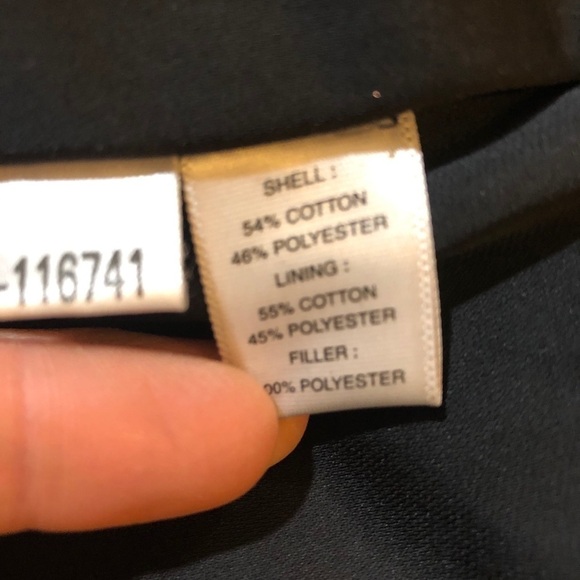 -116741
SHELL :
54% COTTON
46% POLYESTER
LINING :
55% COTTON
45% POLYESTER
FILLER :
00% POLYESTER